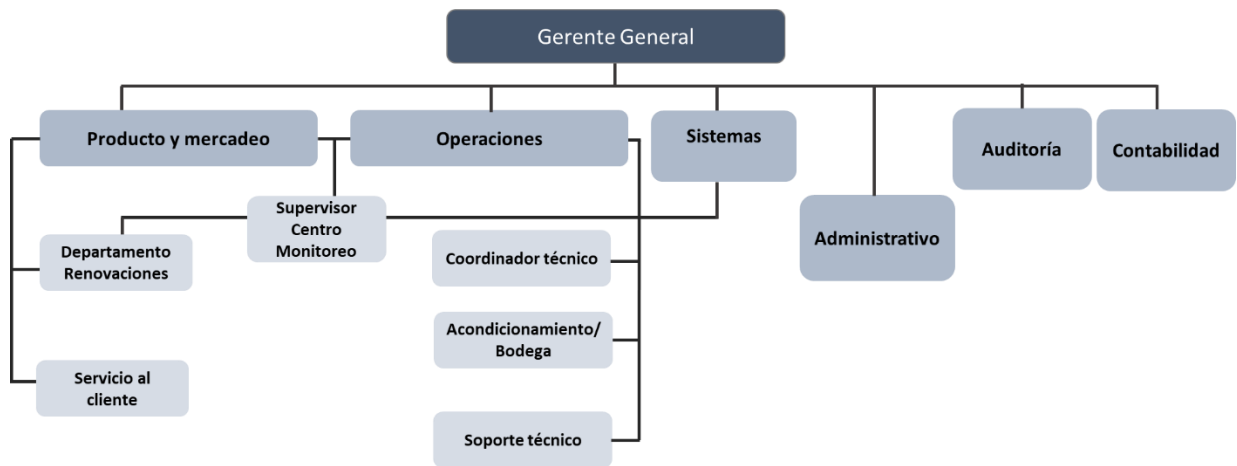 Gerente General
Producto y mercadeo
Operaciones
Sistemas
Auditoría
Contabilidad
Administrativo
Supervisor
Centro
Monitoreo
Departamento
Renovaciones
Servicio al
cliente
Coordinador técnico
Acondicionamiento/
Bodega
Soporte técnico